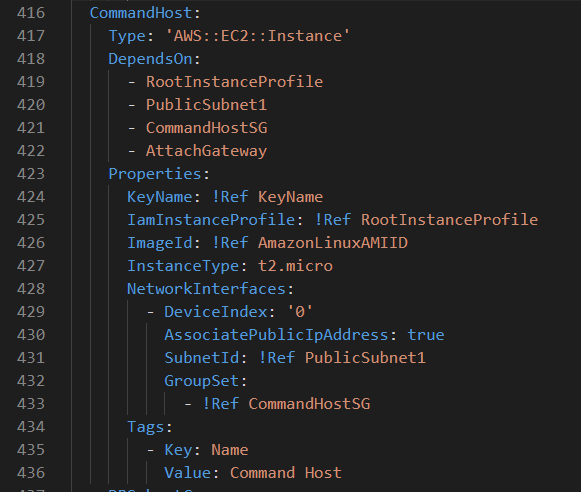 416 CommandHost:
417 Type: 'AWS::EC2::Instance'
418 DependsOn:
419 - RootInstanceProfile
420 - PublicSubnet1
421 - CommandHostSG
422 - AttachGateway
423 Properties:
424 KeyName: !Ref KeyName
425 IamInstanceProfile: !Ref RootInstanceProfile
426 ImageId: !Ref AmazonLinuxAMIID
427 InstanceType: t2.micro
428 NetworkInterfaces:
429 - DeviceIndex: '0'
430 AssociatePublicIpAddress: true
431 SubnetId: !Ref PublicSubnet1
432 GroupSet:
433 - !Ref CommandHostSG
434 Tags:
435 - Key: Name
436 Value: Command Host